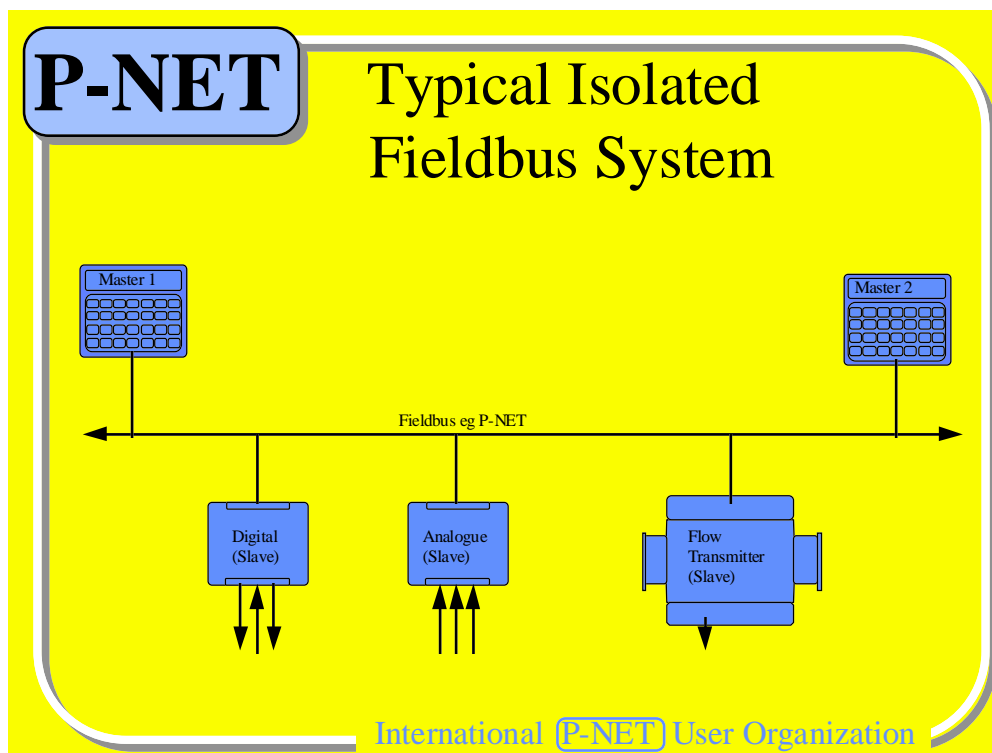 P-NET
Typical Isolated
Fieldbus System
Master 1
Master 2
Fieldbus eg P-NET
Digital
(Slave)
Analogue
(Slave)
Flow
Transmitter
(Slave)
International P-NET User Organization